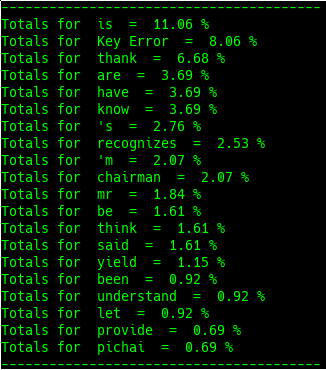 ----------------------------------------
Totals for  is  =  11.06 %
Totals for  Key Error  =  8.06 %
Totals for  thank  =  6.68 %
Totals for  are  =  3.69 %
Totals for  have  =  3.69 %
Totals for  know  =  3.69 %
Totals for  's  =  2.76 %
Totals for  recognizes  =  2.53 %
Totals for  'm  =  2.07 %
Totals for  chairman  =  2.07 %
Totals for  mr  =  1.84 %
Totals for  be  =  1.61 %
Totals for  think  =  1.61 %
Totals for  said  =  1.61 %
Totals for  yield  =  1.15 %
Totals for  been  =  0.92 %
Totals for  understand  =  0.92 %
Totals for  let  =  0.92 %
Totals for  provide  =  0.69 %
Totals for  pichai  =  0.69 %
----------------------------------------